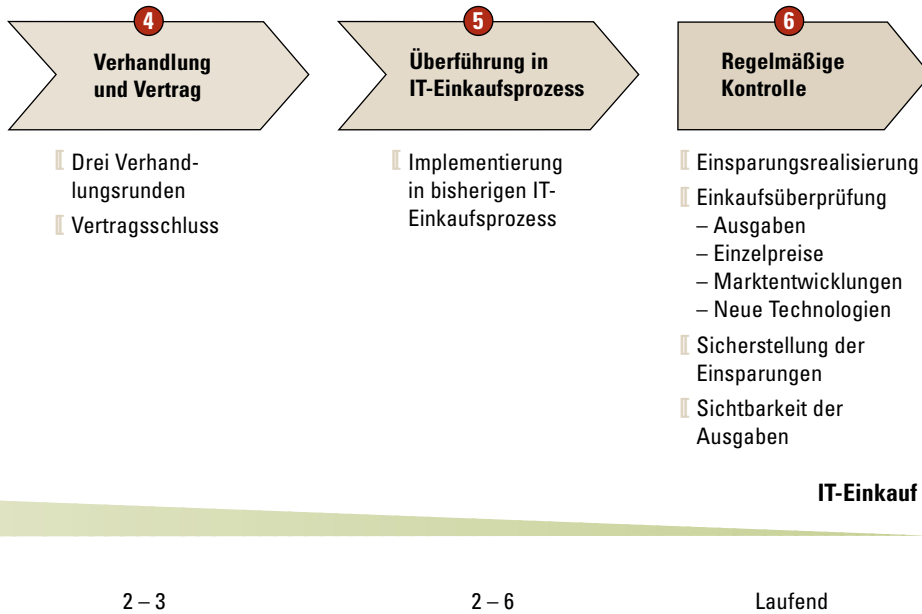 4
Verhandlung
und Vertrag
Drei Verhand-
lungsrunden
Vertragsschluss
5
Überführung in
IT-Einkaufsprozess
Implementierung
in bisherigen IT-
Einkaufsprozess
6
Regelmäßige
Kontrolle
Einsparungsrealisierung
Einkaufsüberprüfung
– Ausgaben
– Einzelpreise
– Marktentwicklungen
– Neue Technologien
Sicherstellung der
Einsparungen
Sichtbarkeit der
Ausgaben
IT-Einkauf
2 – 3
2 – 6
Laufend